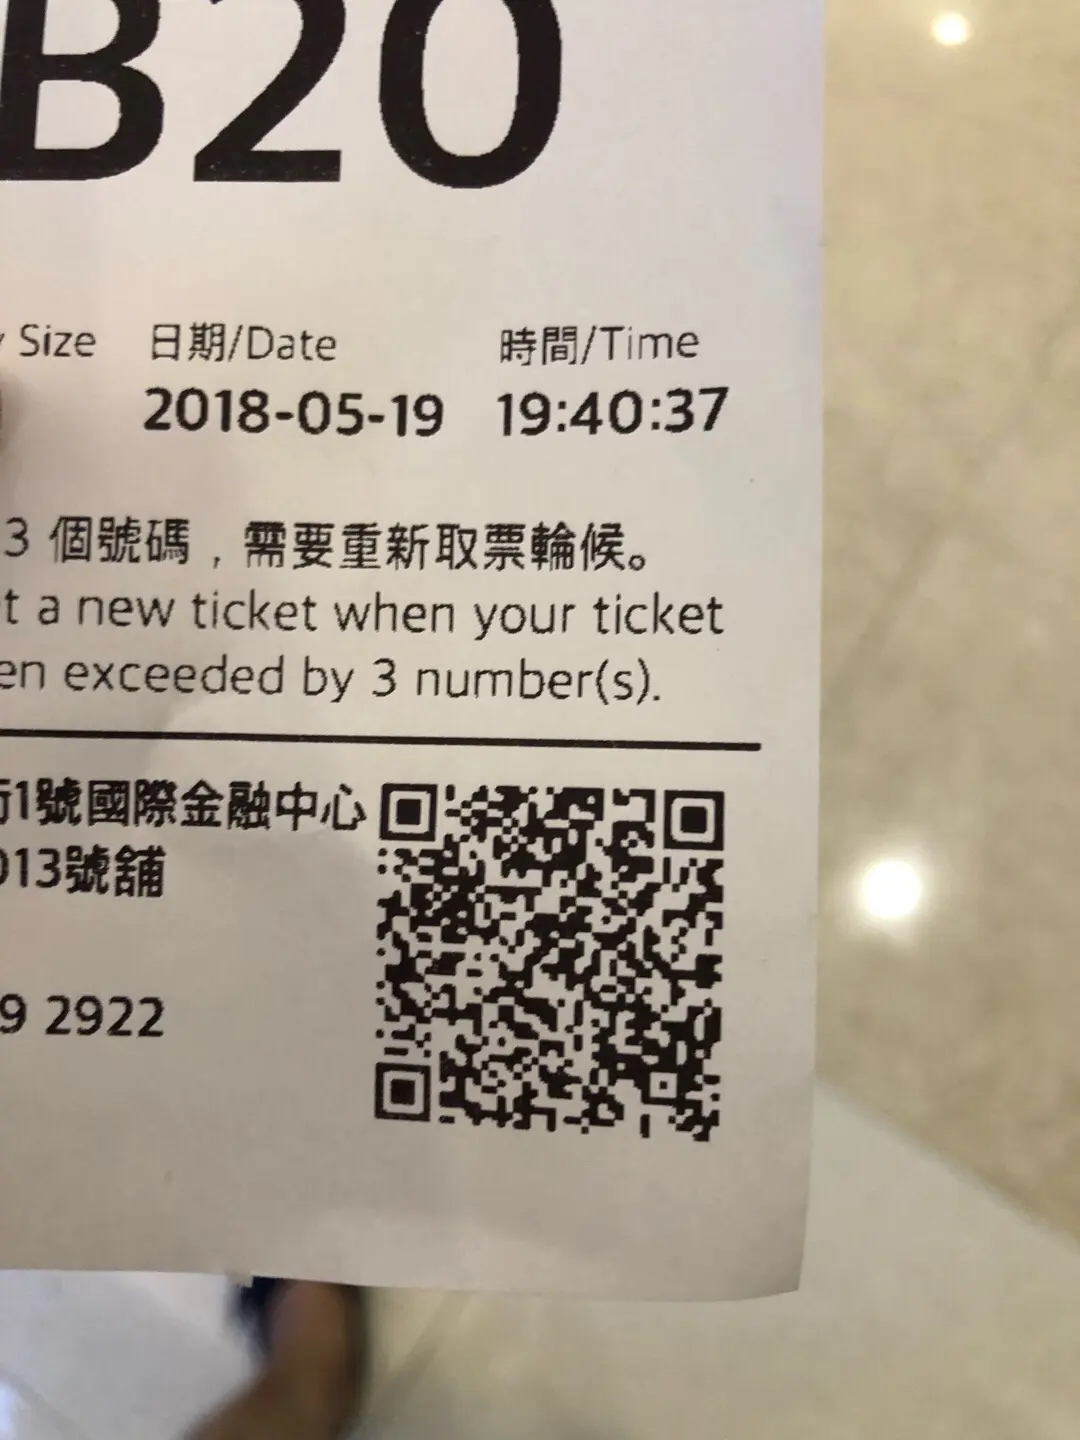 B20
Size 日期/Date 時間/Time
2018-05-19 19:40:37
3 個號碼，需要重新取票輪候。
a new ticket when your ticket
exceeded by 3 number(s).
1號國際金融中心
13號舖
9 2922